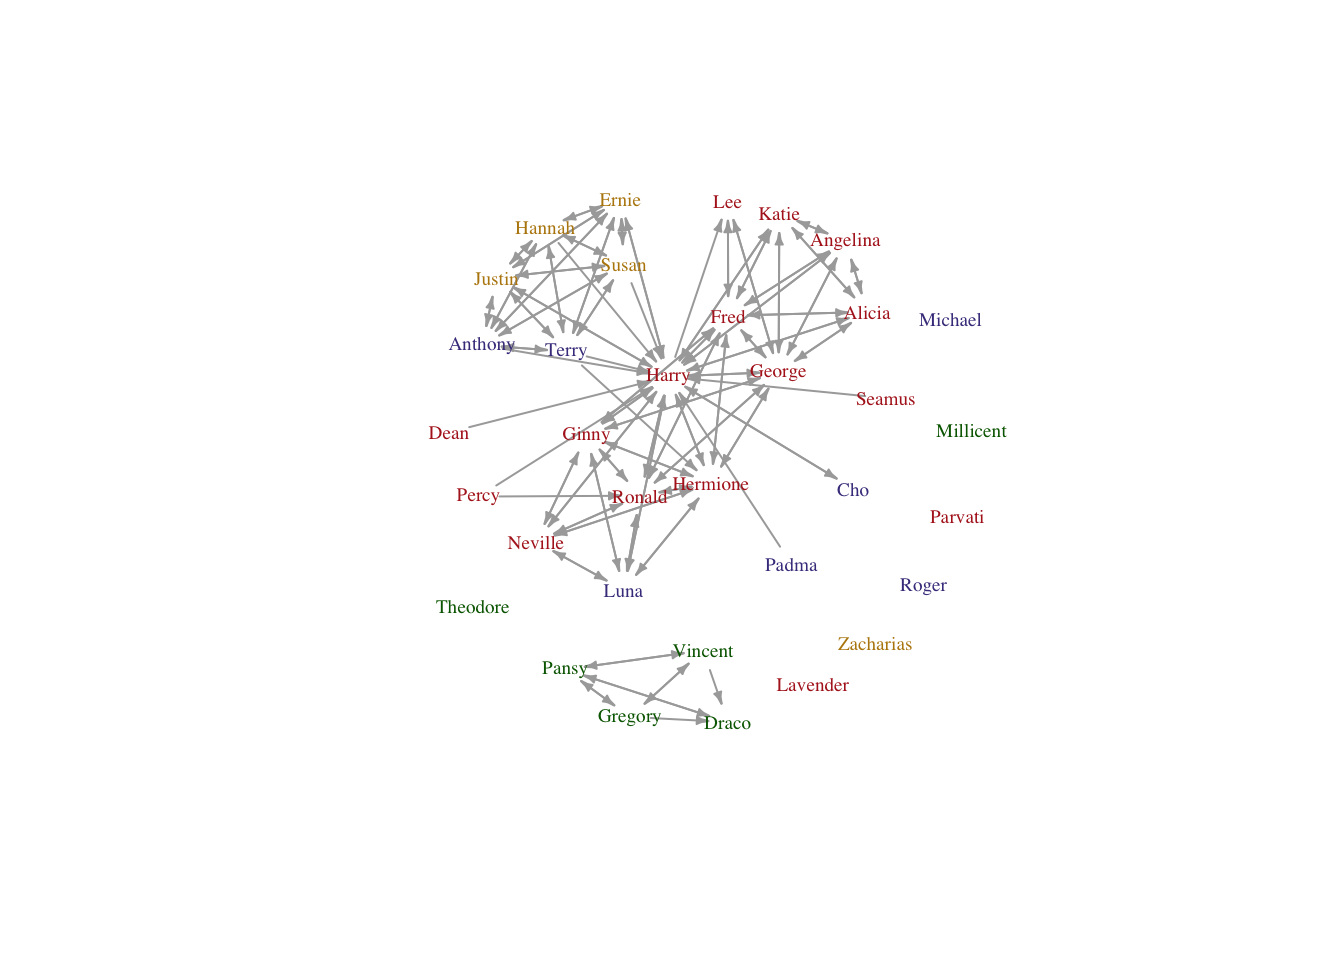 Ernie
Lee
Katie
Hannah
Angelina
Susan
Justin
Fred
Alicia
Michael
Anthony
Terry
Harry
George
Seamus
Dean
Ginny
Millicent
Hermione
Cho
Percy
Ronald
Parvati
Neville
Padma
Roger
Luna
Theodore
Zacharias
Vincent
Pansy
Lavender
Gregory
Draco